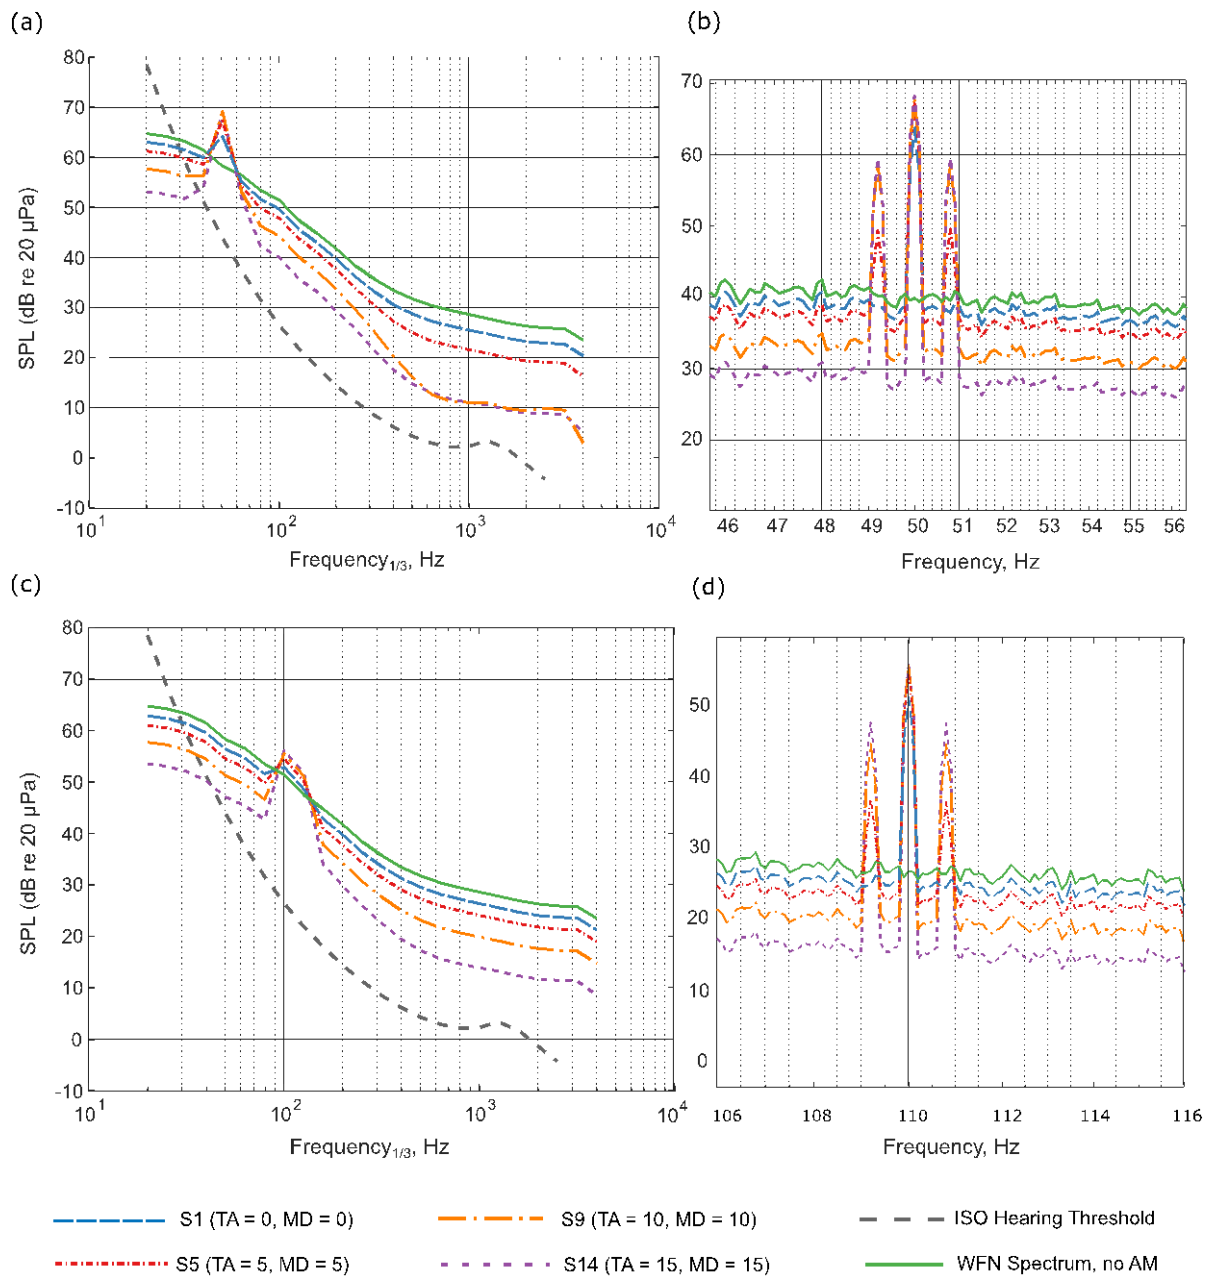 (a)
80
70
60
50
40
30
20
10
0
-10
SPL (dB re 20 µPa)
10¹ 10² 10³ 10⁴
Frequency₁/₃, Hz
(b)
70
60
50
40
30
20
46 47 48 49 50 51 52 53 54 55 56
Frequency, Hz
(c)
80
70
60
50
40
30
20
10
0
-10
SPL (dB re 20 µPa)
10¹ 10² 10³ 10⁴
Frequency₁/₃, Hz
(d)
50
40
30
20
10
0
106 108 110 112 114 116
Frequency, Hz
S1 (TA = 0, MD = 0) S9 (TA = 10, MD = 10) ISO Hearing Threshold
S5 (TA = 5, MD = 5) S14 (TA = 15, MD = 15) WFN Spectrum, no AM